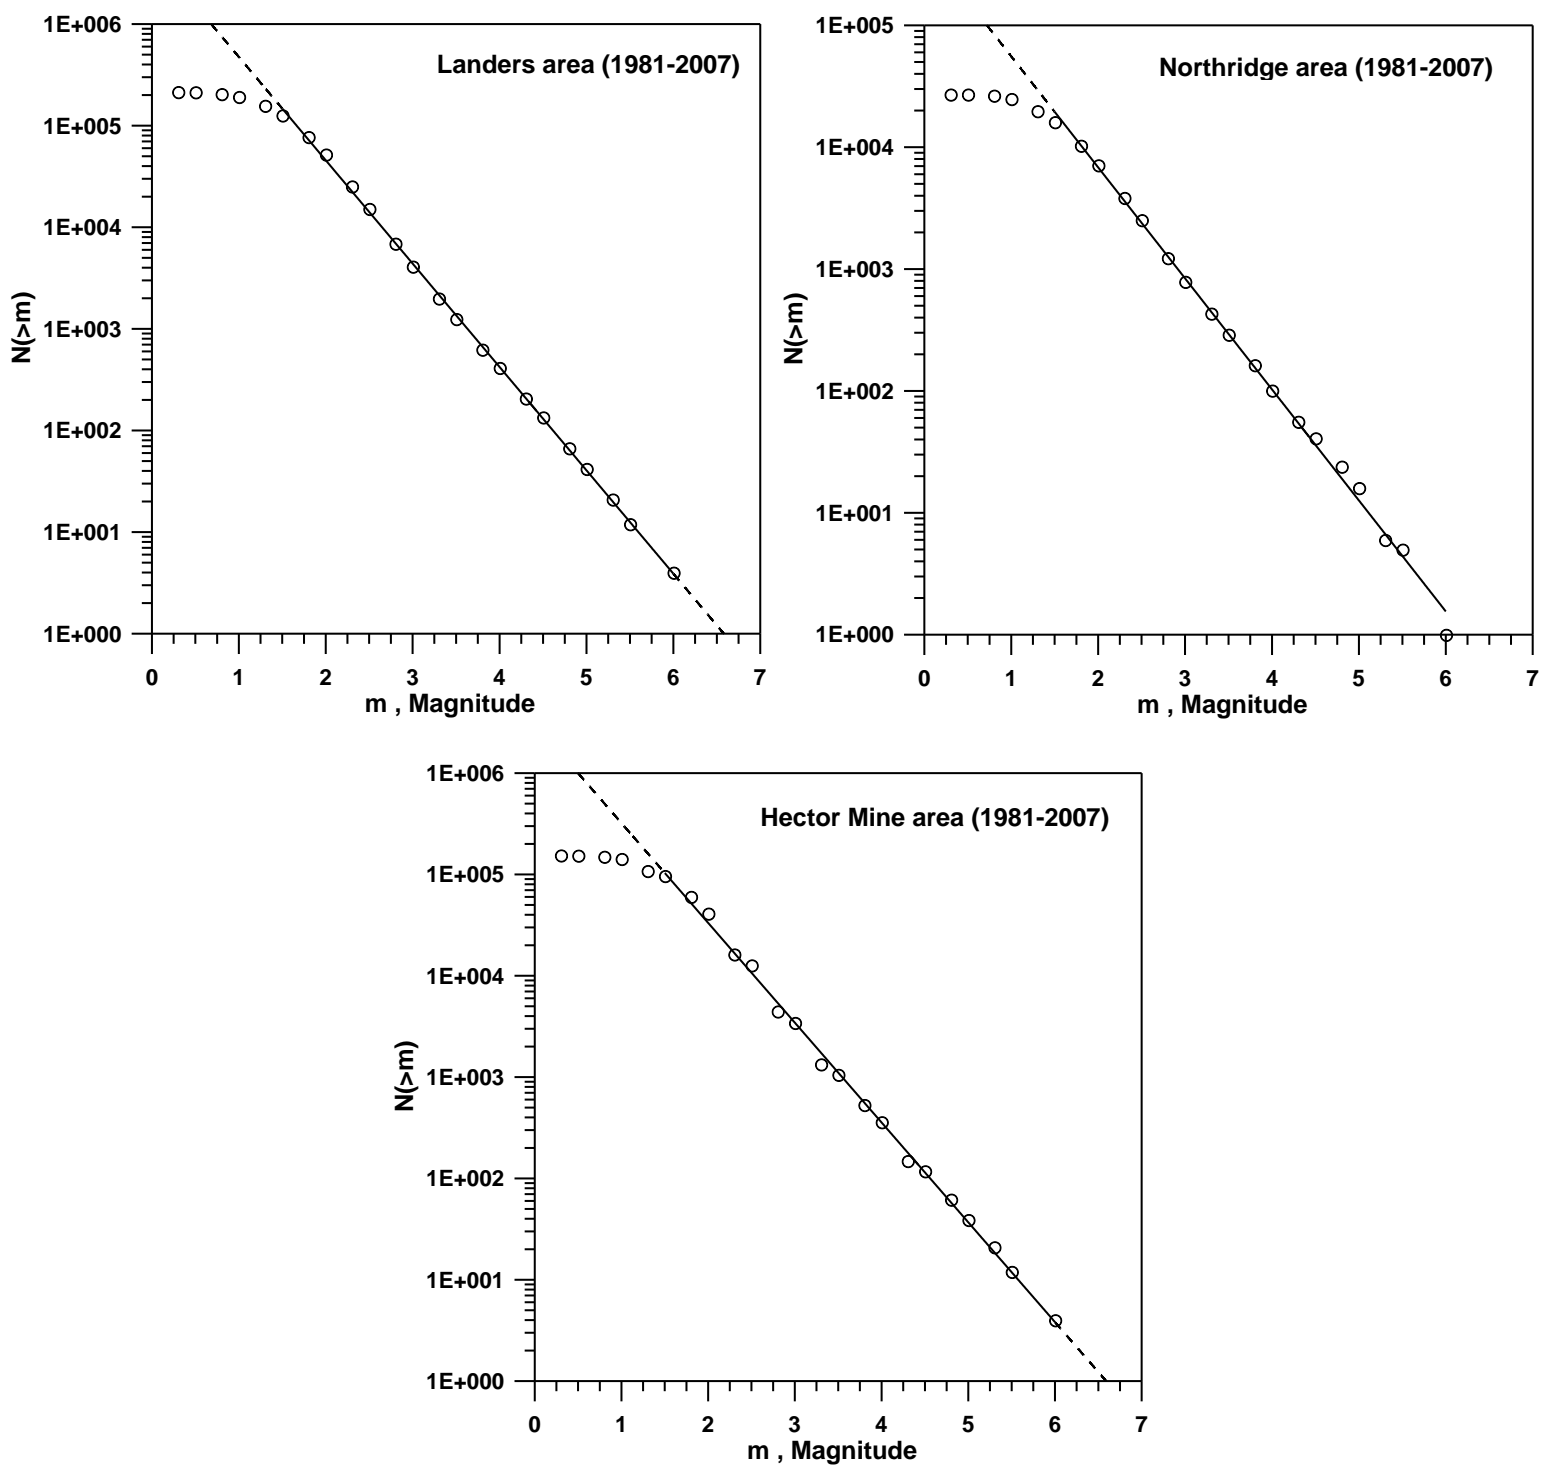 Landers area (1981-2007)
1E+006
1E+005
1E+004
1E+003
1E+002
1E+001
1E+000
N(>m)
0 1 2 3 4 5 6 7
m , Magnitude
Northridge area (1981-2007)
1E+005
1E+004
1E+003
1E+002
1E+001
1E+000
N(>m)
0 1 2 3 4 5 6 7
m , Magnitude
Hector Mine area (1981-2007)
1E+006
1E+005
1E+004
1E+003
1E+002
1E+001
1E+000
N(>m)
0 1 2 3 4 5 6 7
m , Magnitude